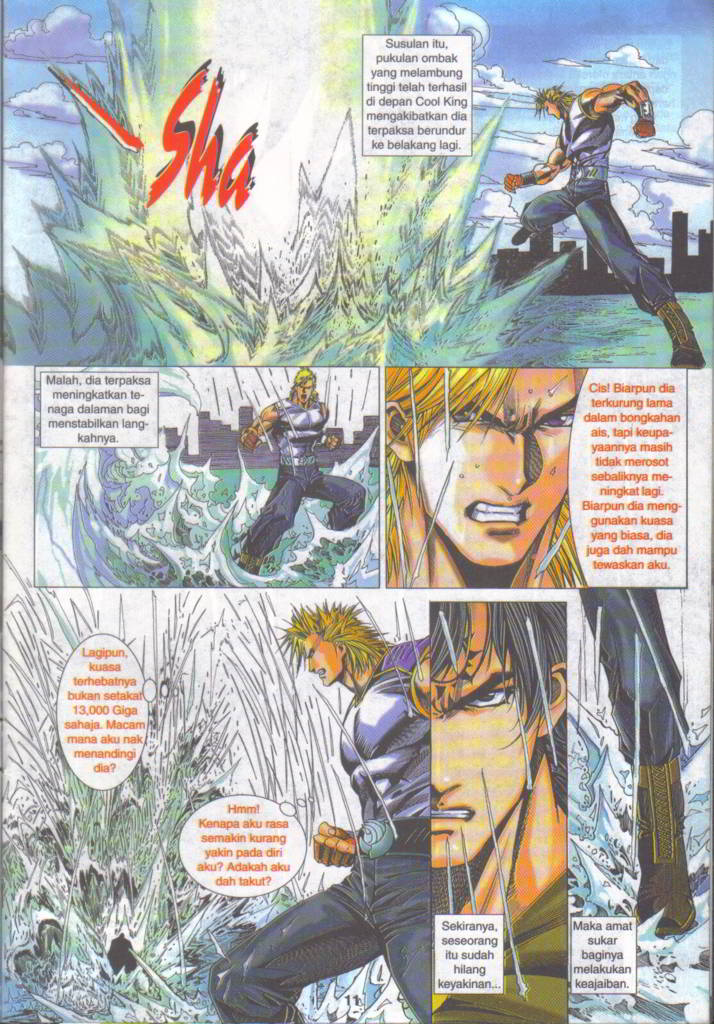 Susulan itu,
pukulan ombak
yang melambung
tinggi telah terhasil
di depan Cool King
mengakibatkan dia
terpaksa berundur
ke belakang lagi.
Sha
Malah, dia terpaksa
meningkatkan te-
naga dalaman bagi
menstabilkan lang-
kahnya.
Cis! Biarpun dia
terkurung lama
dalam bongkahan
ais, tapi keupa-
yaannya masih
tidak merosot
sebaliknya me-
ningkat lagi.
Biarpun dia meng-
gunakan kuasa
yang biasa, dia
juga dah mampu
tewaskan aku.
Lagipun,
kuasa
terhebatnya
bukan setakat
13,000 Giga
sahaja. Macam
mana aku nak
menandingi
dia?
Hmm!
Kenapa aku rasa
semakin kurang
yakin pada diri
aku? Adakah aku
dah takut?
Sekiranya,
seseorang
itu sudah
hilang
keyakinan...
Maka amat
sukar
baginya
melakukan
keajaiban.
11